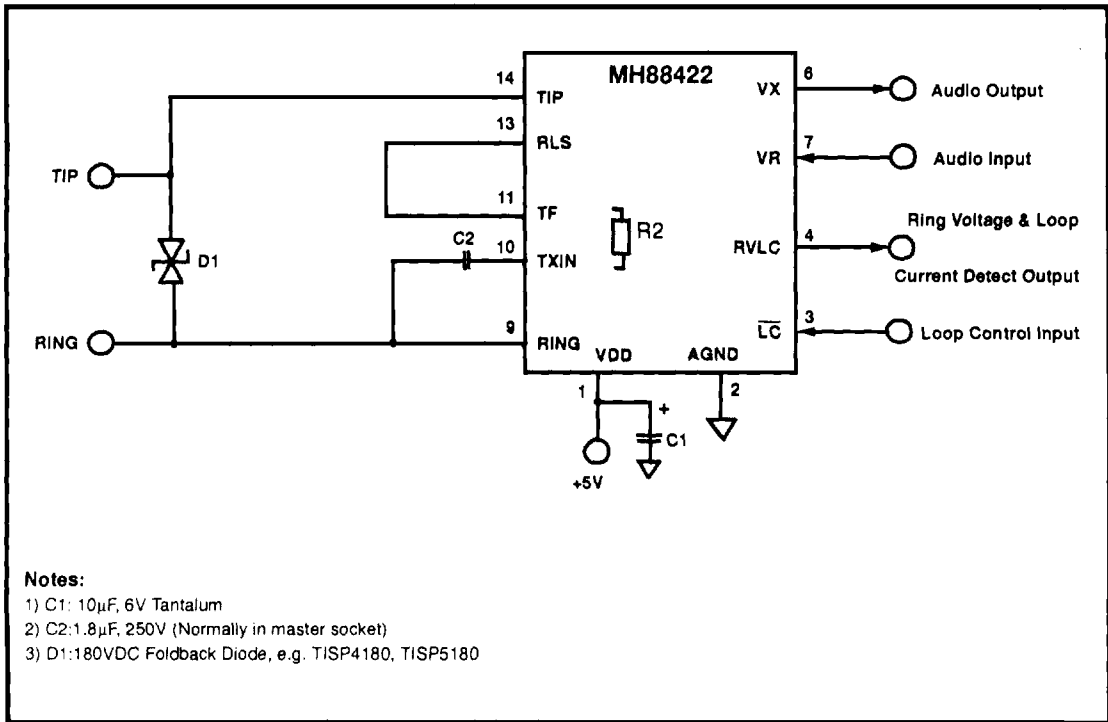 MH88422
14
TIP
13
RLS
11
TF
C2
10
TXIN
9
RING
TIP
D1
RING
R2
VX
6
Audio Output
VR
7
Audio Input
RVLC
4
Ring Voltage & Loop
Current Detect Output
LC
3
Loop Control Input
VDD
AGND
1
2
+
C1
+5V
Notes:
1) C1: 10µF, 6V Tantalum
2) C2:1.8µF, 250V (Normally in master socket)
3) D1:180VDC Foldback Diode, e.g. TISP4180, TISP5180